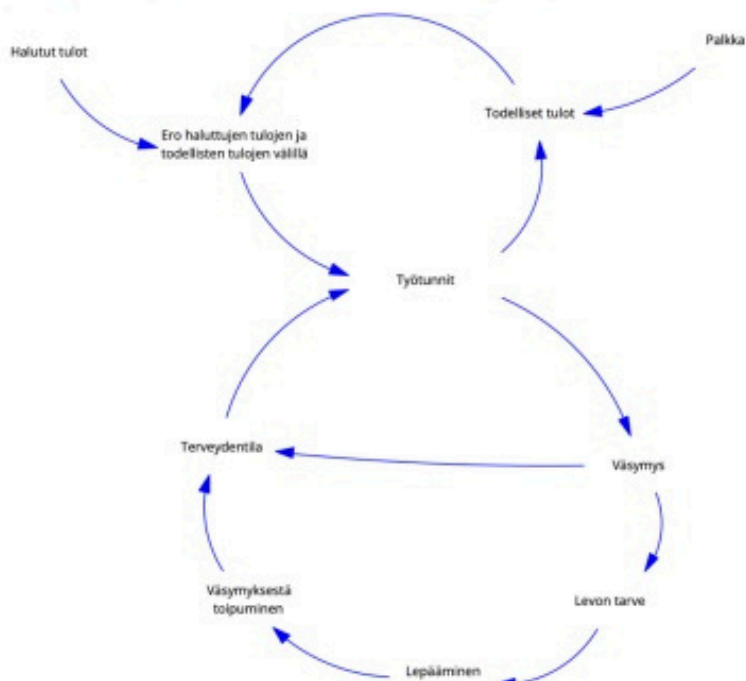 Halutut tulot
Palkka
Todelliset tulot
Ero haluttujen tulojen ja
todellisten tulojen välillä
Työtunnit
Terveydentila
Väsymys
Väsymyksestä
toipuminen
Levon tarve
Lepääminen